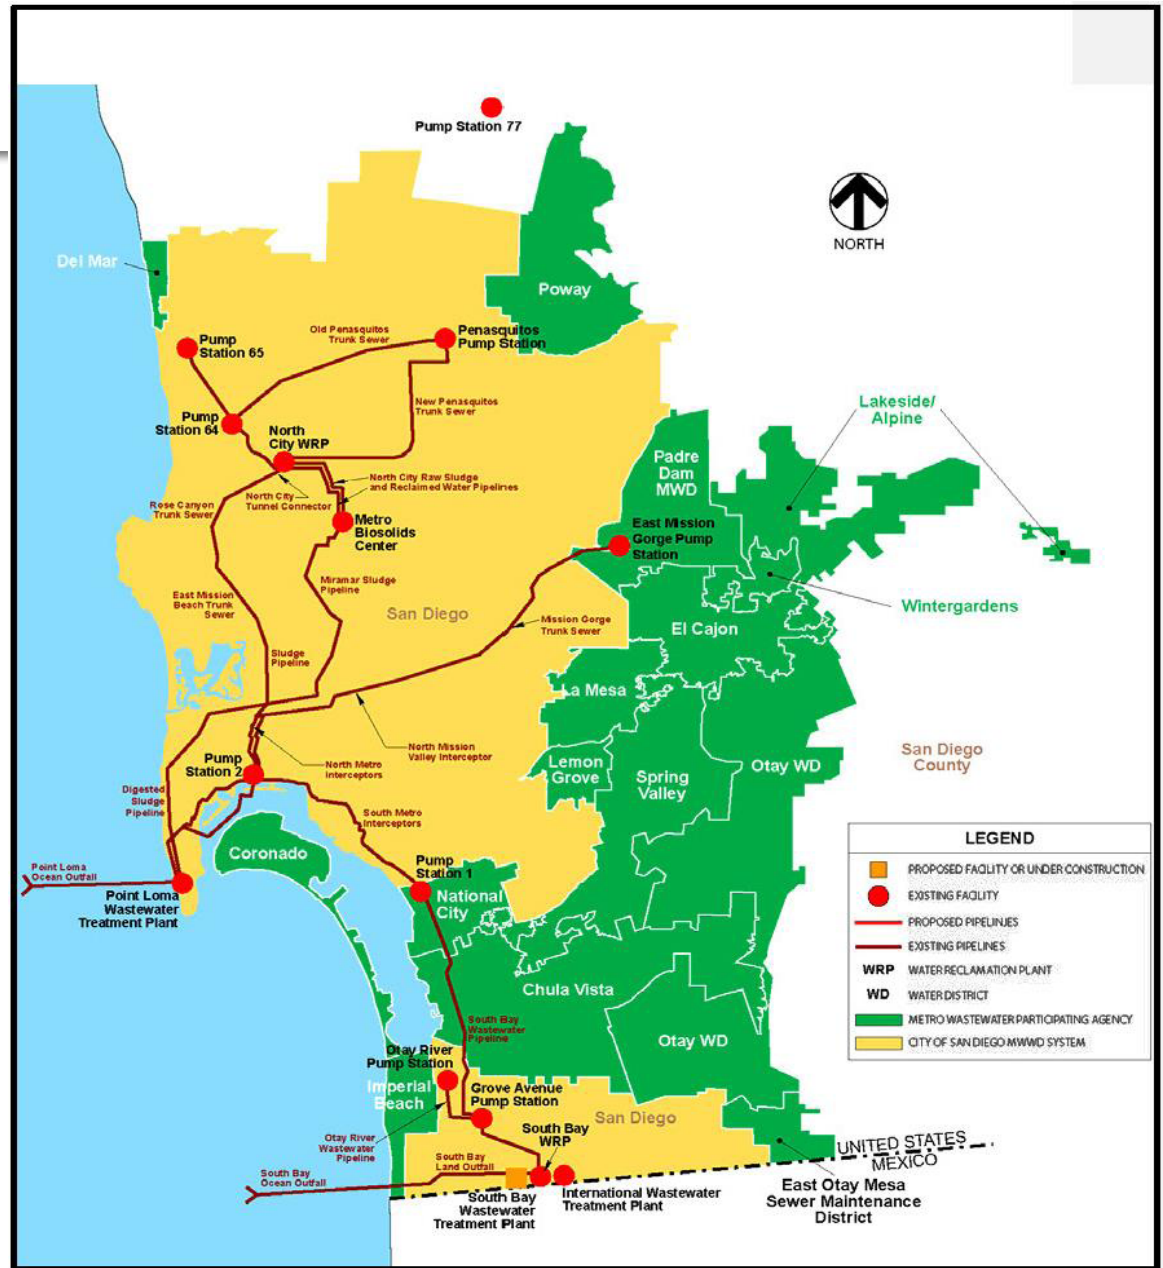 Pump Station 77
NORTH
Del Mar
Poway
Pump
Station 65
Old Penasquitos
Trunk Sewer
Penasquitos
Pump Station
New Penasquitos
Trunk Sewer
Pump
Station 64
North
City WRP
Lakeside/
Alpine
Padre
Dam
MWD
North City Raw Sludge
and Reclaimed Water Pipelines
North City
Tunnel Connector
Rose Canyon
Trunk Sewer
Metro
Biosolids
Center
East Mission
Gorge Pump
Station
Miramar Sludge
Pipeline
East Mission
Beach Trunk
Sewer
San Diego
Wintergardens
Mission Gorge
Trunk Sewer
El Cajon
Sludge
Pipeline
La Mesa
North Mission
Valley Interceptor
San Diego
County
Pump
Station 2
North Metro
Interceptors
Lemon
Grove
Spring
Valley
Otay WD
Digested
Sludge
Pipeline
South Metro
Interceptors
LEGEND
PROPOSED FACILITY OR UNDER CONSTRUCTION
EXISTING FACILITY
PROPOSED PIPELINJES
EXISTING PIPELINES
WRP WATER RECLAMATION PLANT
WD WATER DISTRICT
METRO WASTEWATER PARTICIPATING AGENCY
CITY OF SAN DIEGO MWWD SYSTEM
Coronado
Point Loma
Ocean Outfall
Pump
Station 1
Point Loma
Wastewater
Treatment Plant
National
City
Chula Vista
South Bay
Wastewater
Pipeline
Otay WD
Otay River
Pump Station
Imperial
Beach
Grove Avenue
Pump Station
San Diego
South Bay
WRP
Otay River
Wastewater
Pipeline
South Bay
Land Outfall
South Bay
Ocean Outfall
UNITED STATES
MEXICO
South Bay
Wastewater
Treatment Plant
International Wastewater
Treatment Plant
East Otay Mesa
Sewer Maintenance
District